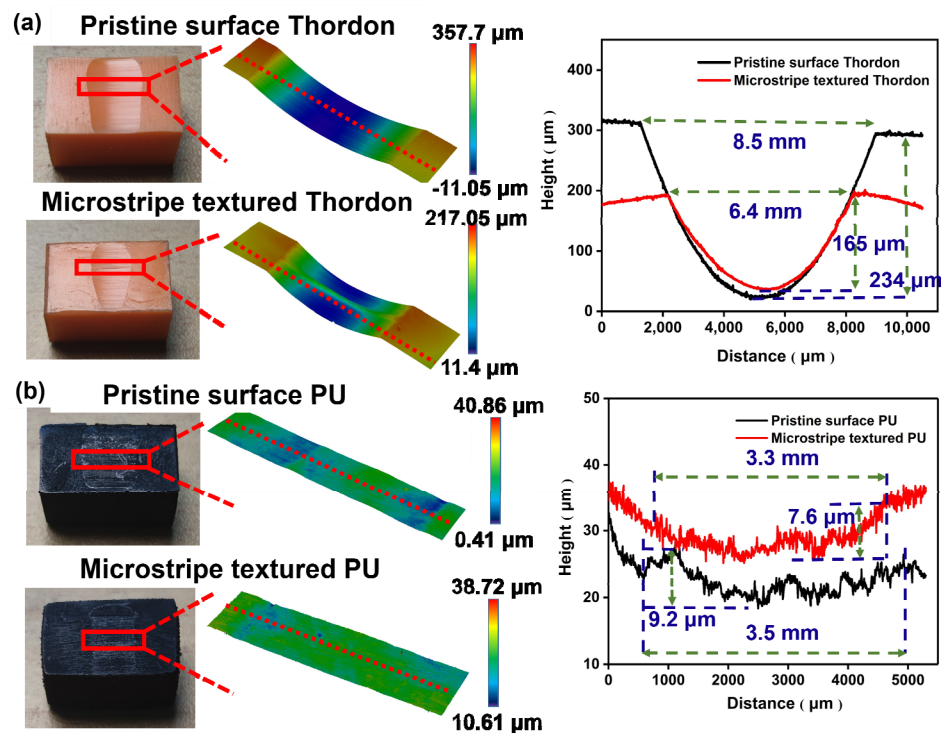 (a)
Pristine surface Thordon
357.7 µm
-11.05 µm
Microstripe textured Thordon
217.05 µm
11.4 µm
Pristine surface Thordon
Microstripe textured Thordon
400
300
200
100
0
Height ( µm )
8.5 mm
6.4 mm
165 µm
234 µm
0
2,000
4,000
6,000
8,000
10,000
Distance ( µm )
(b)
Pristine surface PU
40.86 µm
0.41 µm
Microstripe textured PU
38.72 µm
10.61 µm
Pristine surface PU
Microstripe textured PU
50
40
30
20
10
Height ( µm )
3.3 mm
7.6 µm
9.2 µm
3.5 mm
0
1000
2000
3000
4000
5000
Distance ( µm )